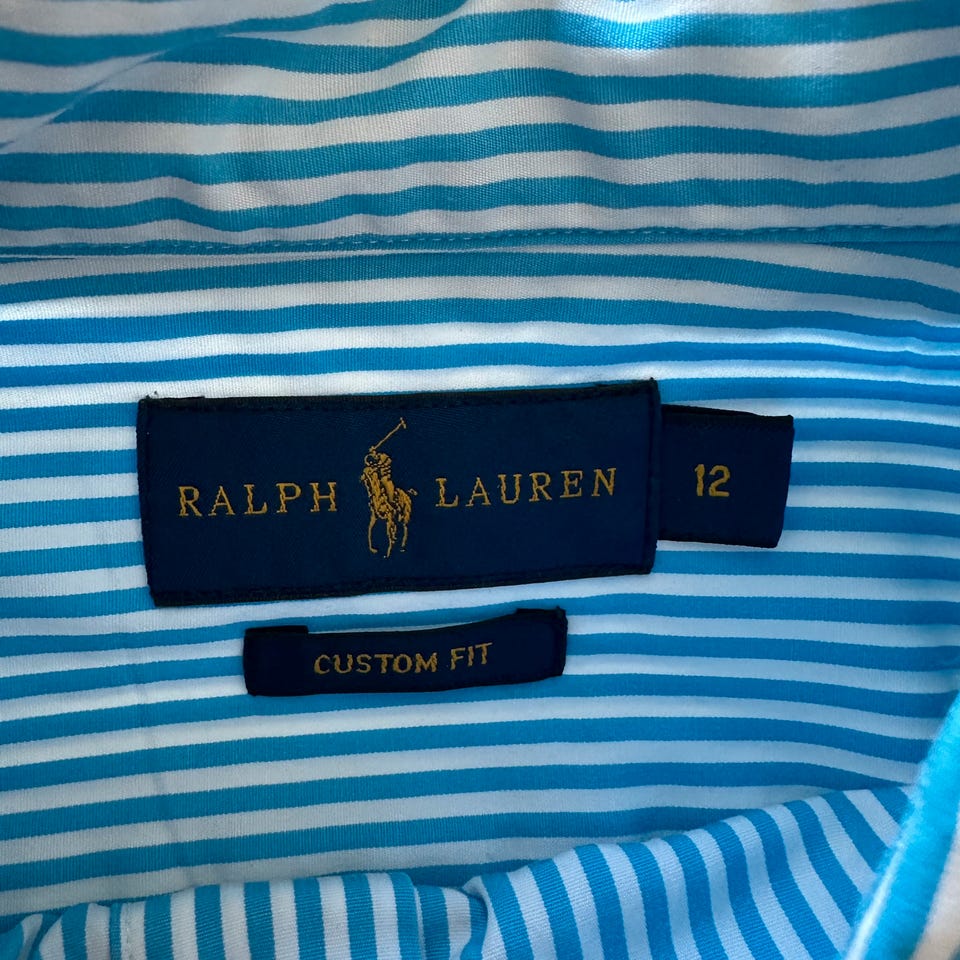 RALPH LAUREN
12
CUSTOM FIT